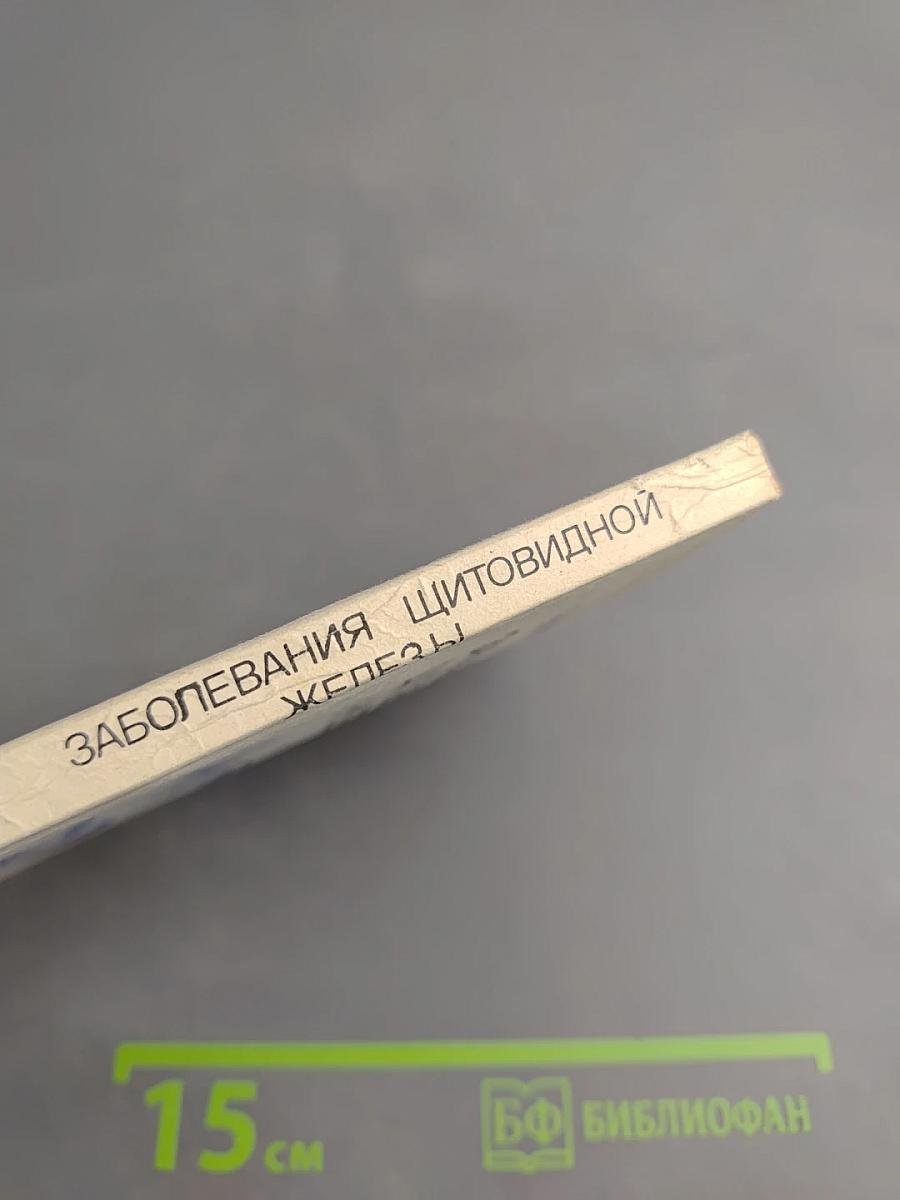 ЗАБОЛЕВАНИЯ ЩИТОВИДНОЙ
ЖЕЛЕЗЫ
15 см
БФ БИБЛИОФАН